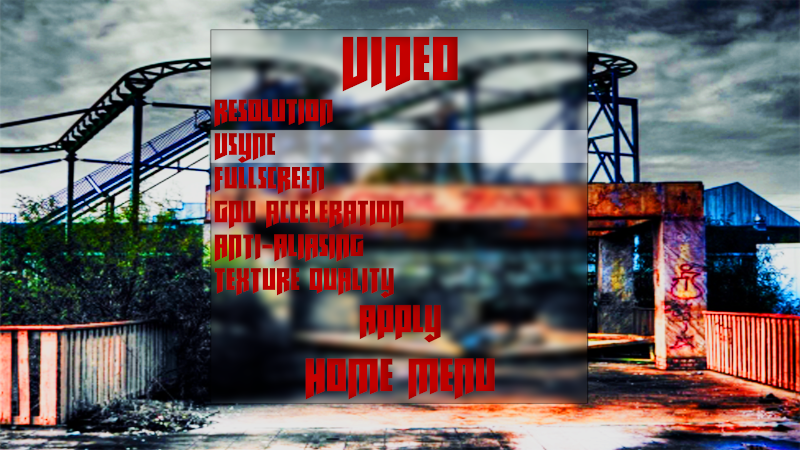 VIDEO
RESOLUTION
VSYNC
FULLSCREEN
GPU ACCELERATION
ANTI-ALIASING
TEXTURE QUALITY
APPLY
HOME MENU